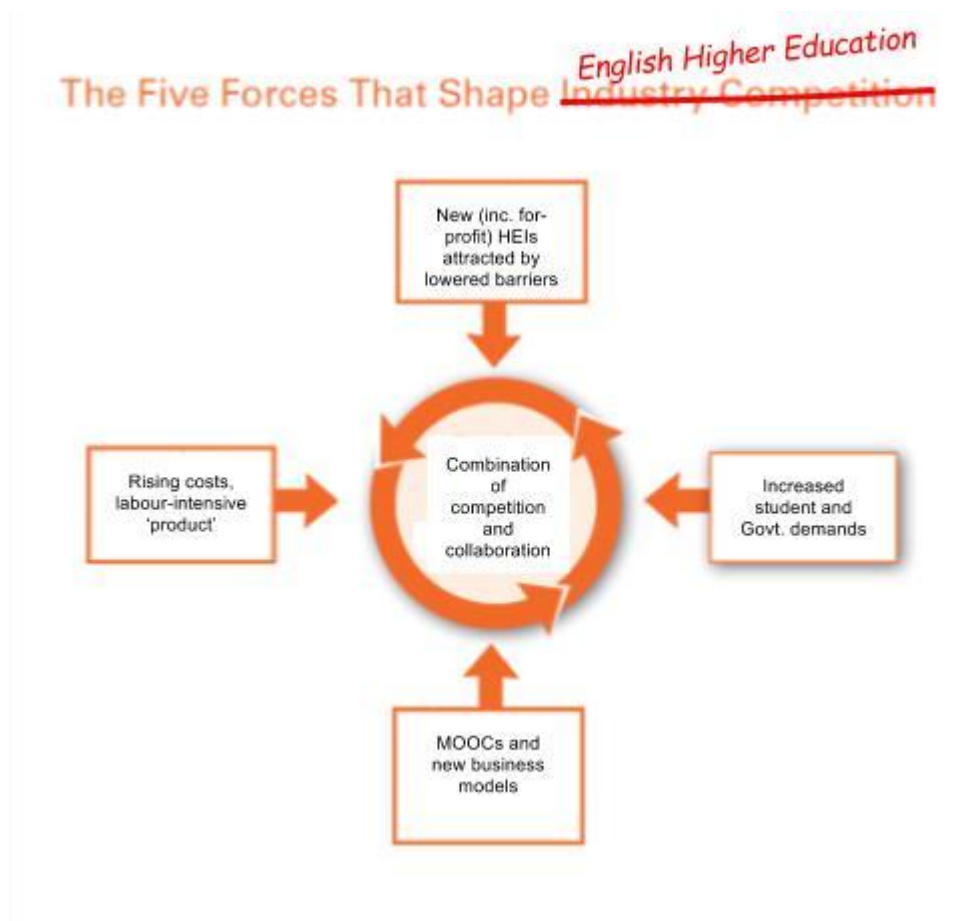 English Higher Education
The Five Forces That Shape Industry Competition
New (inc. for-
profit) HEIs
attracted by
lowered barriers
Rising costs,
labour-intensive
‘product’
Combination
of
competition
and
collaboration
Increased
student and
Govt. demands
MOOCs and
new business
models